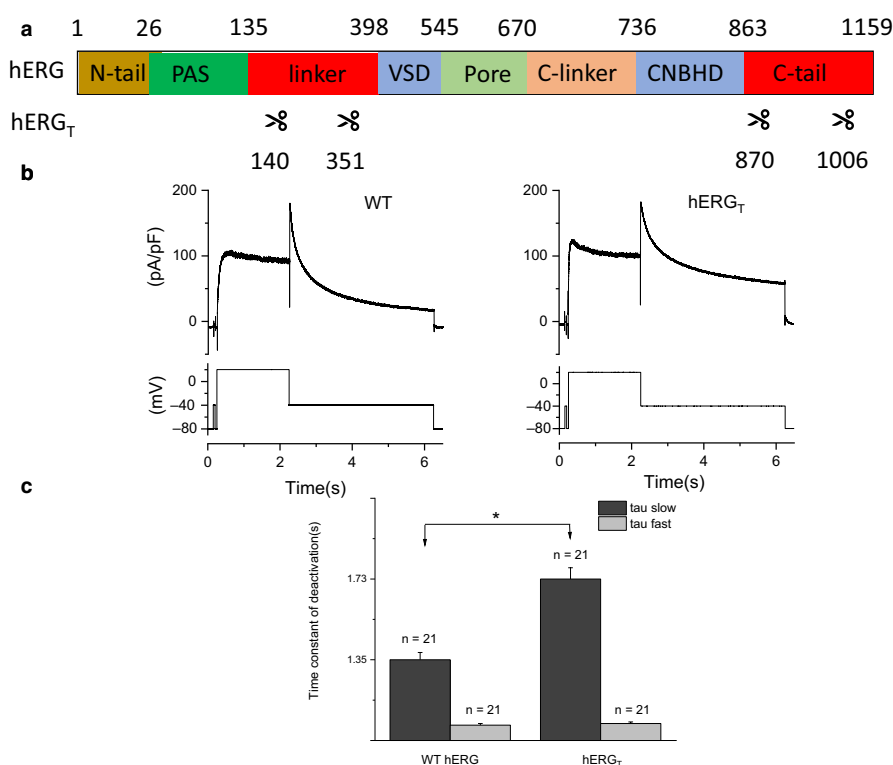 a 1 26 135 398 545 670 736 863 1159
hERG N-tail PAS linker VSD Pore C-linker CNBHD C-tail
hERGT
140 351 870 1006
b
200
100
0
(pA/pF)
WT
0
−40
−80
(mV)
0 2 4 6
Time(s)
200
100
0
hERGT
0
−40
−80
0 2 4 6
Time(s)
c
tau slow
tau fast
*
Time constant of deactivation(s)
1.73
1.35
n = 21
n = 21
n = 21
n = 21
WT hERG hERGT